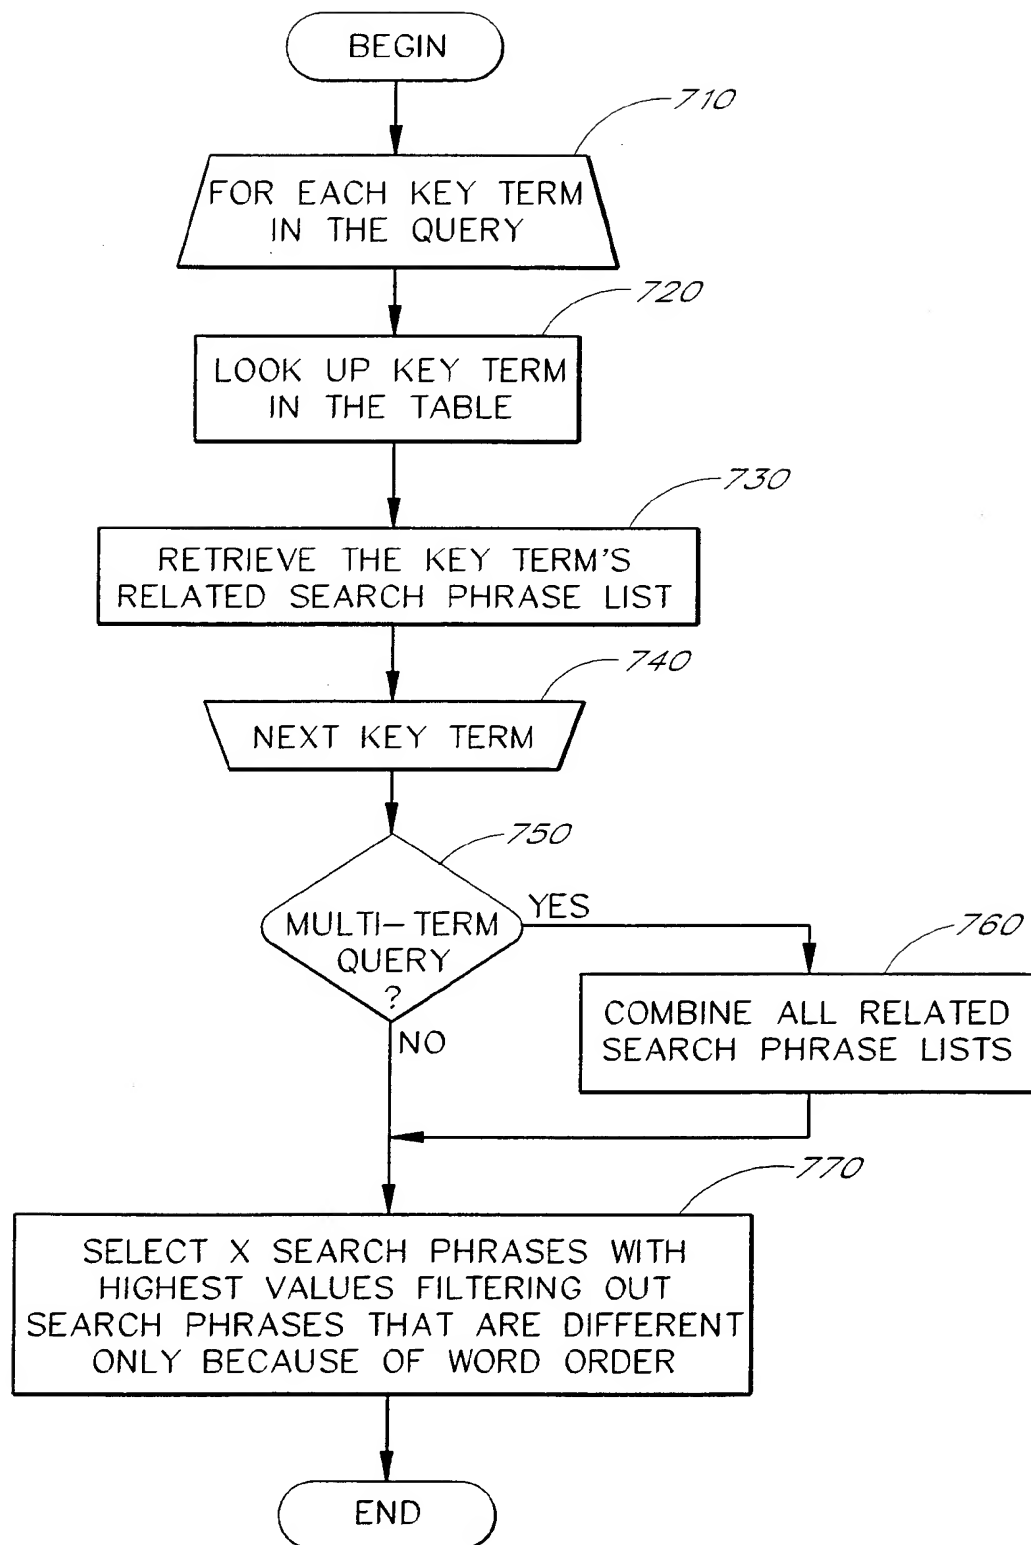 BEGIN
710
FOR EACH KEY TERM
IN THE QUERY
720
LOOK UP KEY TERM
IN THE TABLE
730
RETRIEVE THE KEY TERM'S
RELATED SEARCH PHRASE LIST
740
NEXT KEY TERM
750
MULTI-TERM
QUERY
?
YES
NO
760
COMBINE ALL RELATED
SEARCH PHRASE LISTS
770
SELECT X SEARCH PHRASES WITH
HIGHEST VALUES FILTERING OUT
SEARCH PHRASES THAT ARE DIFFERENT
ONLY BECAUSE OF WORD ORDER
END